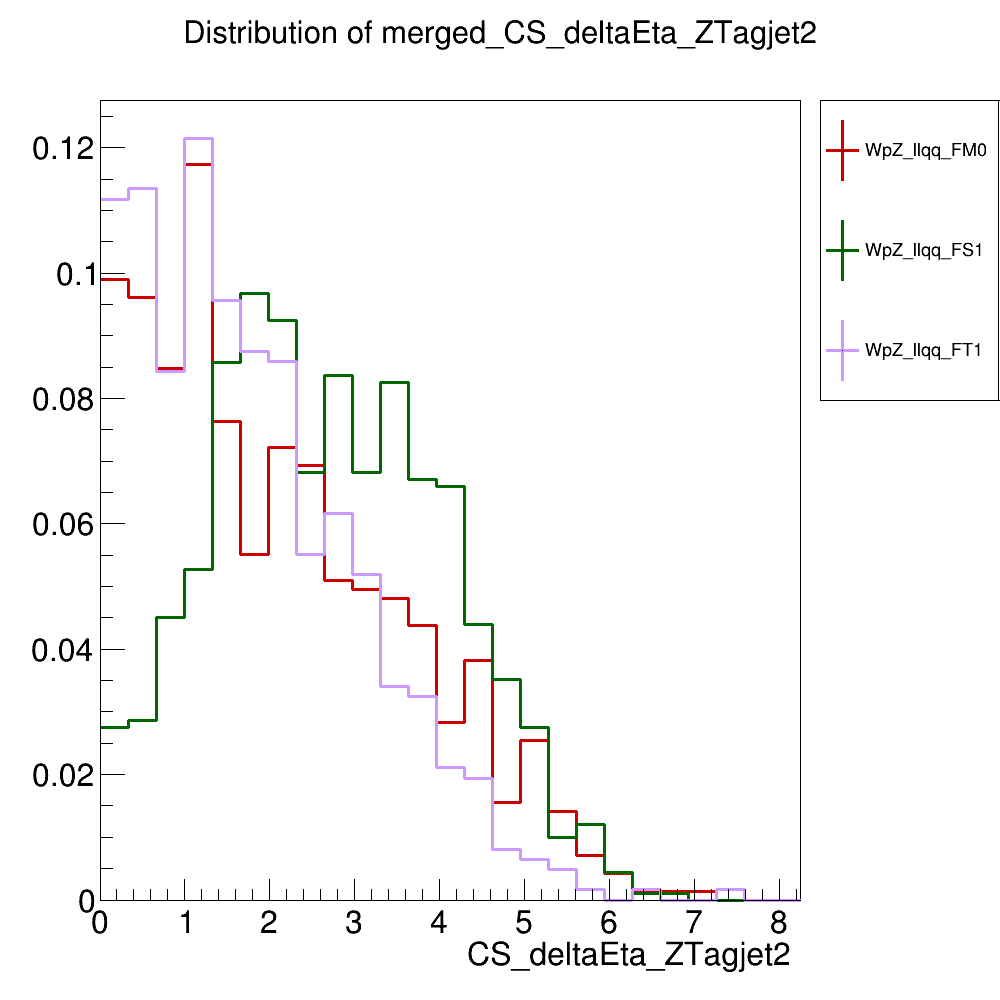 Distribution of merged_CS_deltaEta_ZTagjet2
0.12
0.1
0.08
0.06
0.04
0.02
0
0 1 2 3 4 5 6 7 8
CS_deltaEta_ZTagjet2
WpZ_llqq_FM0
WpZ_llqq_FS1
WpZ_llqq_FT1